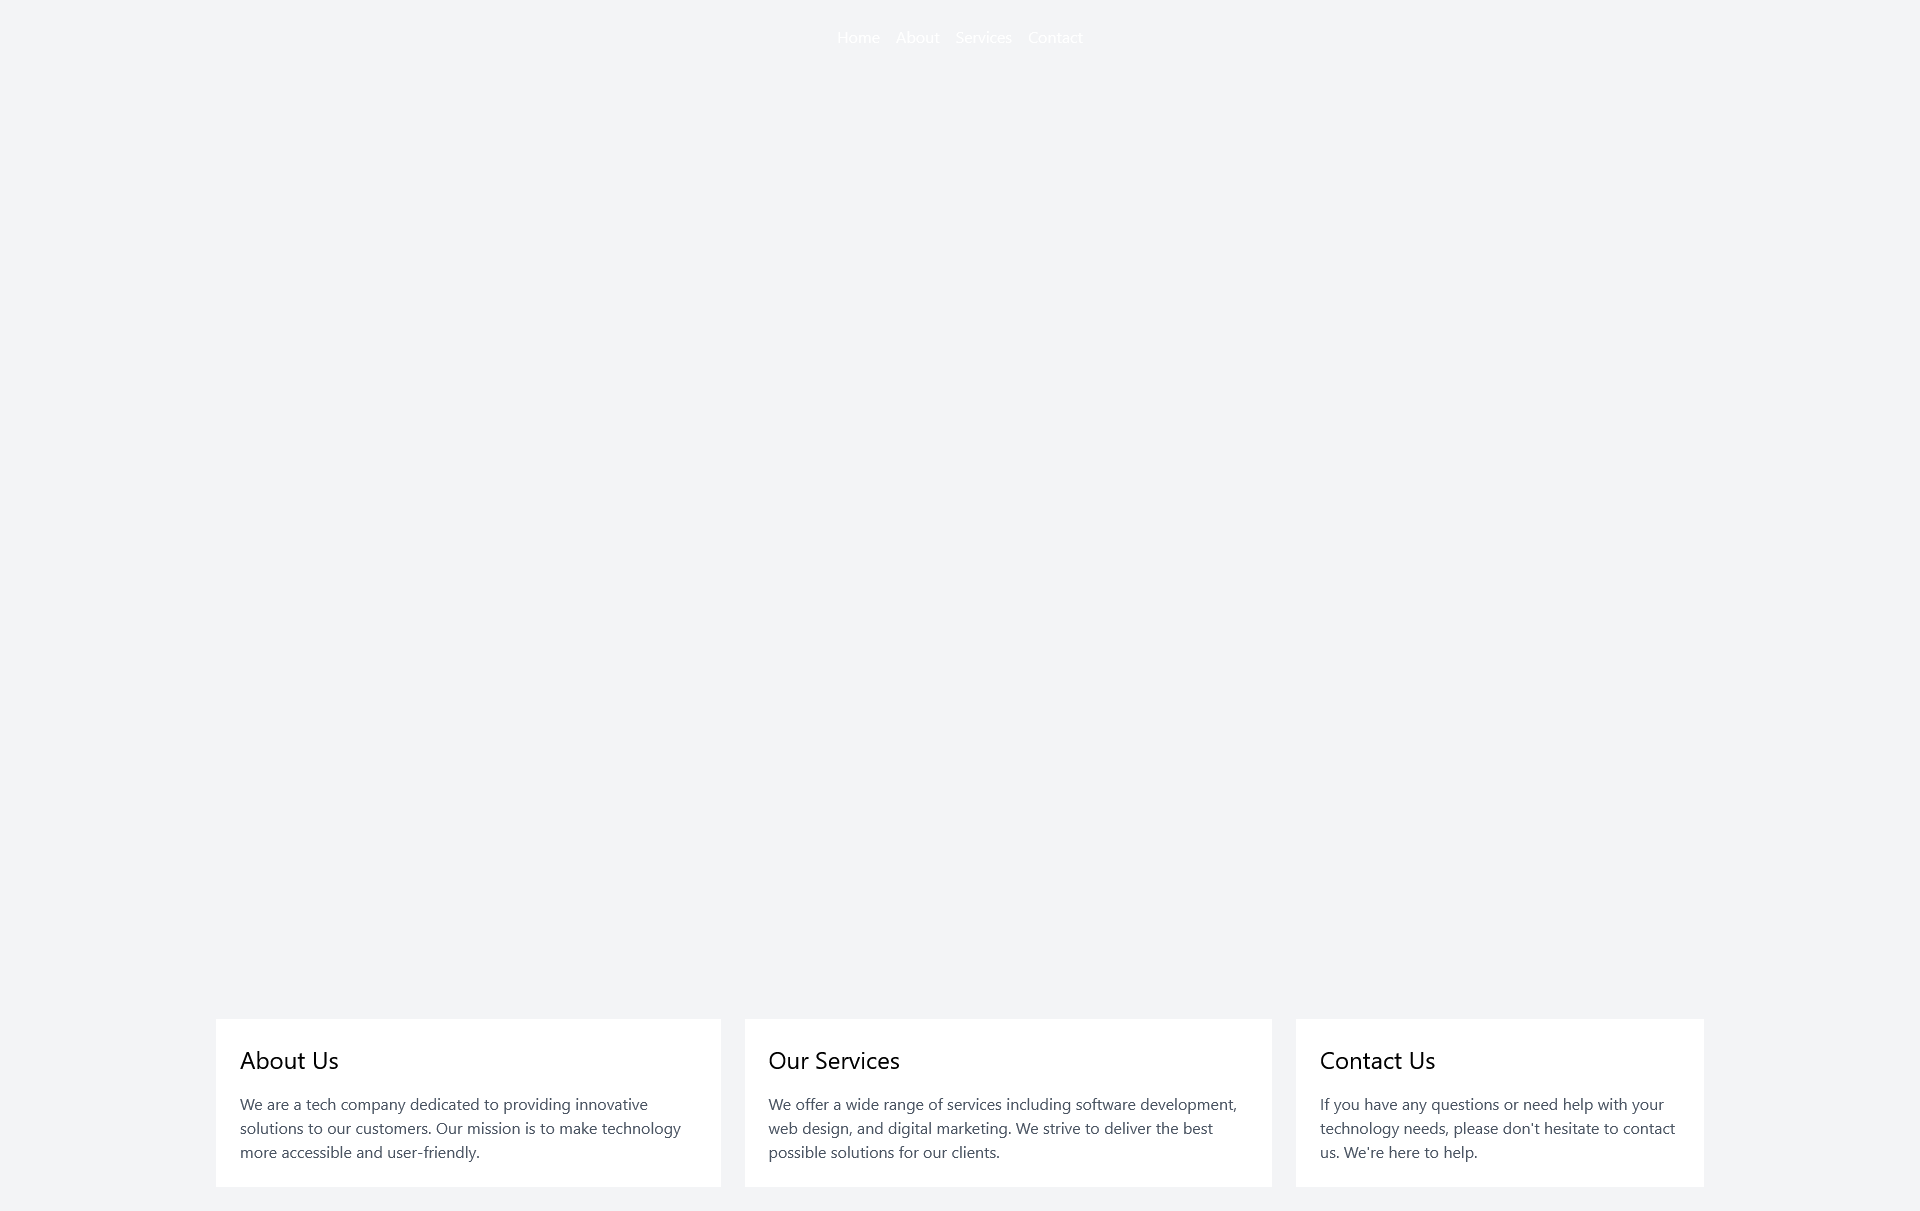 Home About Services Contact
About Us
We are a tech company dedicated to providing innovative
solutions to our customers. Our mission is to make technology
more accessible and user-friendly.
Our Services
We offer a wide range of services including software development,
web design, and digital marketing. We strive to deliver the best
possible solutions for our clients.
Contact Us
If you have any questions or need help with your
technology needs, please don't hesitate to contact
us. We're here to help.